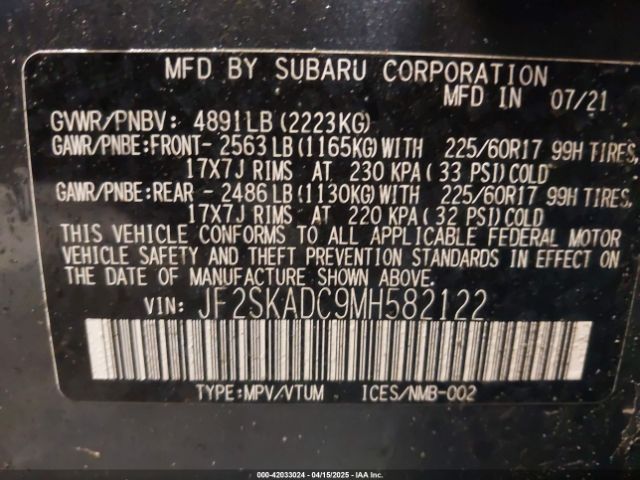 MFD BY SUBARU CORPORATION
MFD IN 07/21
GVWR/PNBV: 4891LB (2223KG)
GAWR/PNBE:FRONT- 2563 LB (1165KG)WITH 225/60R17 99H TIRES,
17X7J RIMS AT 230 KPA (33 PSI)COLD
GAWR/PNBE:REAR - 2486 LB (1130KG)WITH 225/60R17 99H TIRES,
17X7J RIMS AT 220 KPA (32 PSI)COLD
THIS VEHICLE CONFORMS TO ALL APPLICABLE FEDERAL MOTOR
VEHICLE SAFETY AND THEFT PREVENTION STANDARDS IN EFFECT ON
THE DATE OF MANUFACTURE SHOWN ABOVE.
VIN: JF2SKADC9MH582122
TYPE:MPV/VTUM ICES/NMB-002
000-42033024 - 04/15/2025 - IAA Inc.